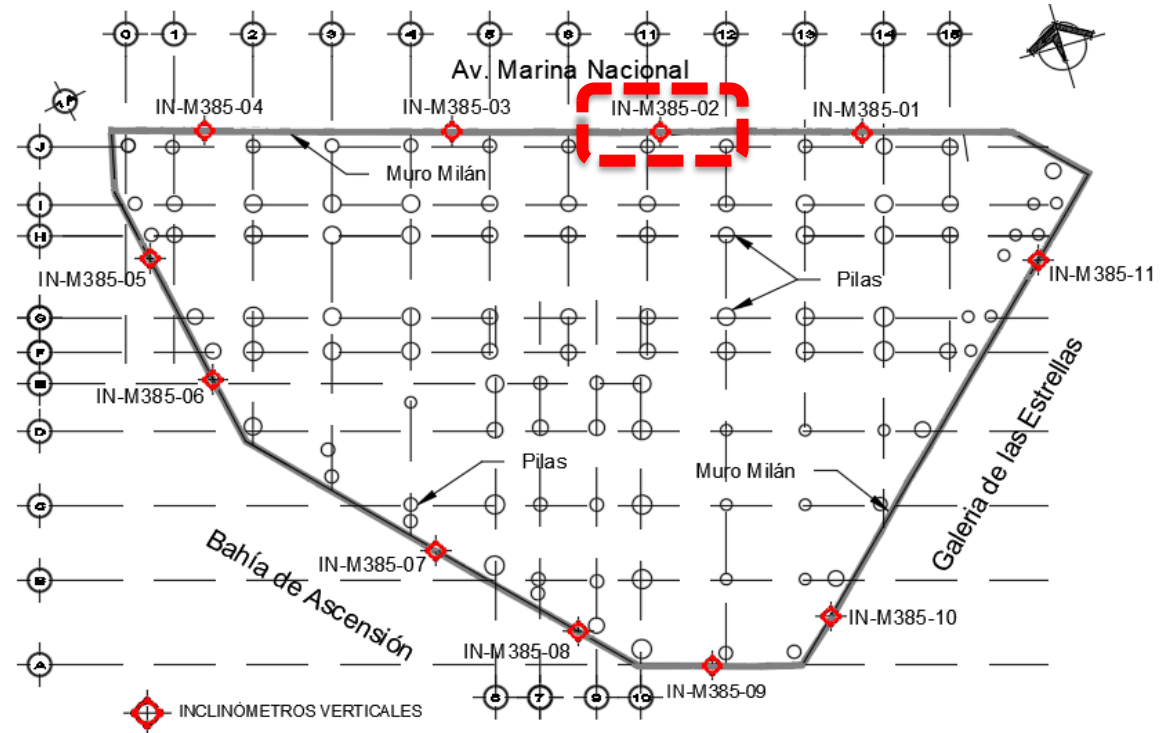 0 1 2 3 4 5 8 11 12 13 14 15
Av. Marina Nacional
IN-M385-04 IN-M385-03 IN-M385-02 IN-M385-01
J
Muro Milán
I
H
IN-M385-05
IN-M385-11
Pilas
G
F
E
IN-M385-06
D
Pilas
Muro Milán
C
Galeria de las Estrellas
Bahía de Ascensión
IN-M385-07
B
IN-M385-10
IN-M385-08
A
IN-M385-09
6 7 9 10
INCLINÓMETROS VERTICALES